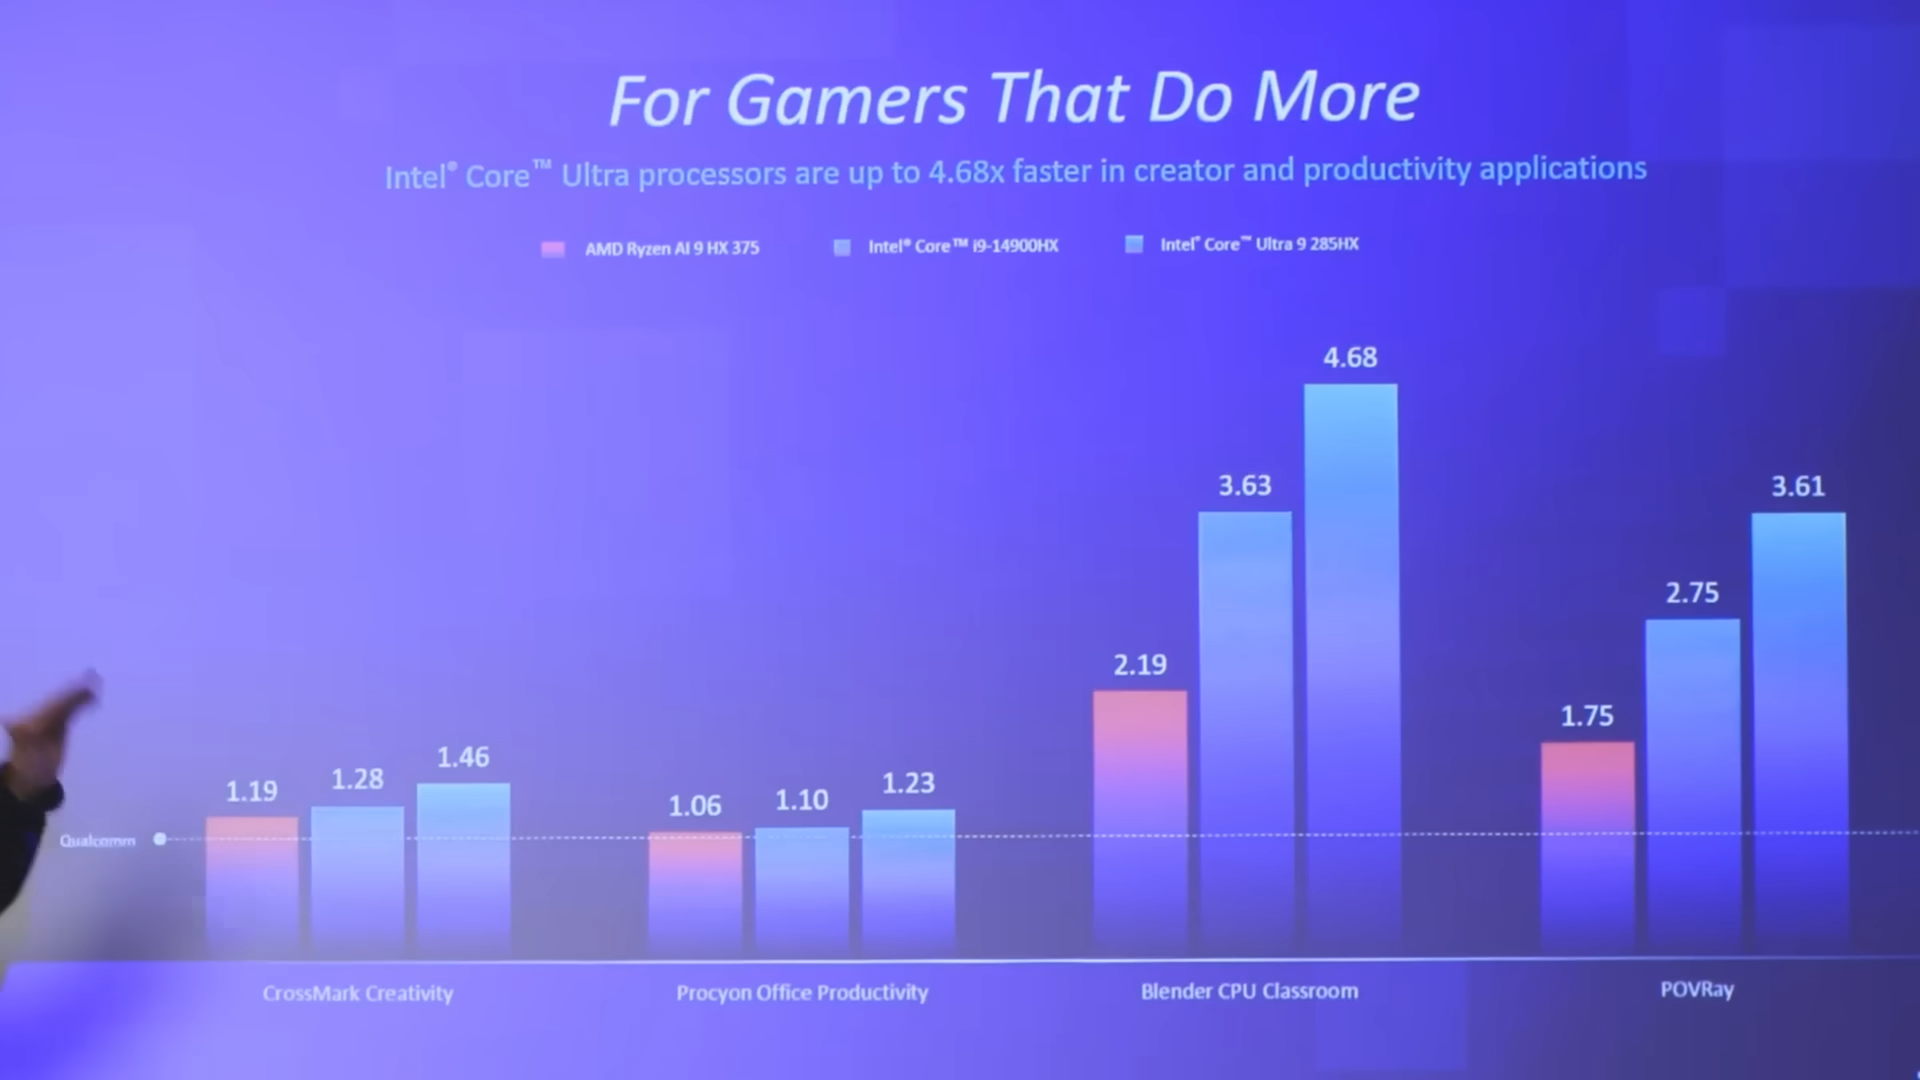 For Gamers That Do More
Intel® Core™ Ultra processors are up to 4.68x faster in creator and productivity applications
AMD Ryzen AI 9 HX 375
Intel® Core™ i9-14900HX
Intel® Core™ Ultra 9 285HX
4.68
3.63
3.61
2.75
2.19
1.75
1.19
1.28
1.46
1.06
1.10
1.23
Qualcomm
CrossMark Creativity
Procyon Office Productivity
Blender CPU Classroom
POVRay